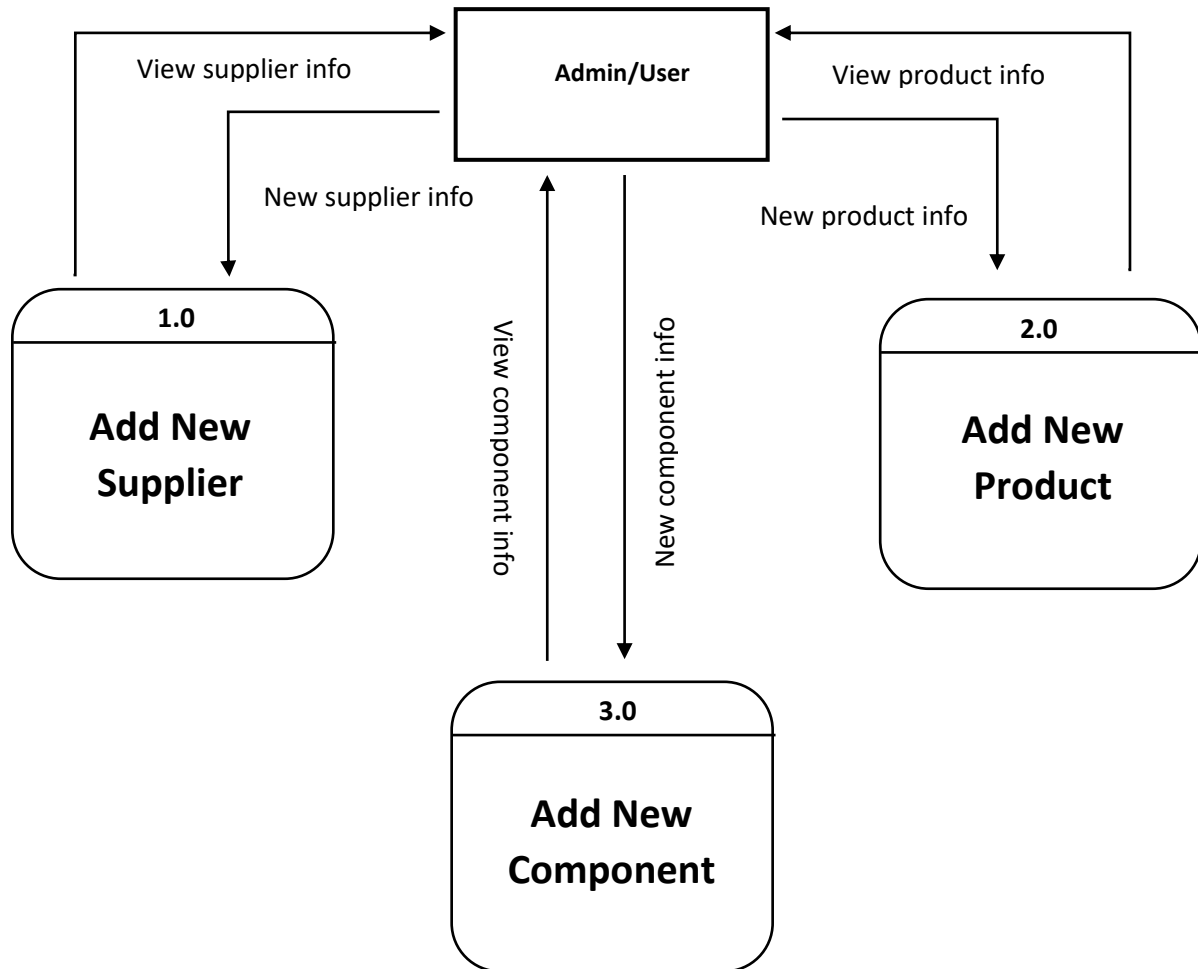 Admin/User
View supplier info
View product info
New supplier info
New product info
1.0
Add New
Supplier
View component info
New component info
2.0
Add New
Product
3.0
Add New
Component